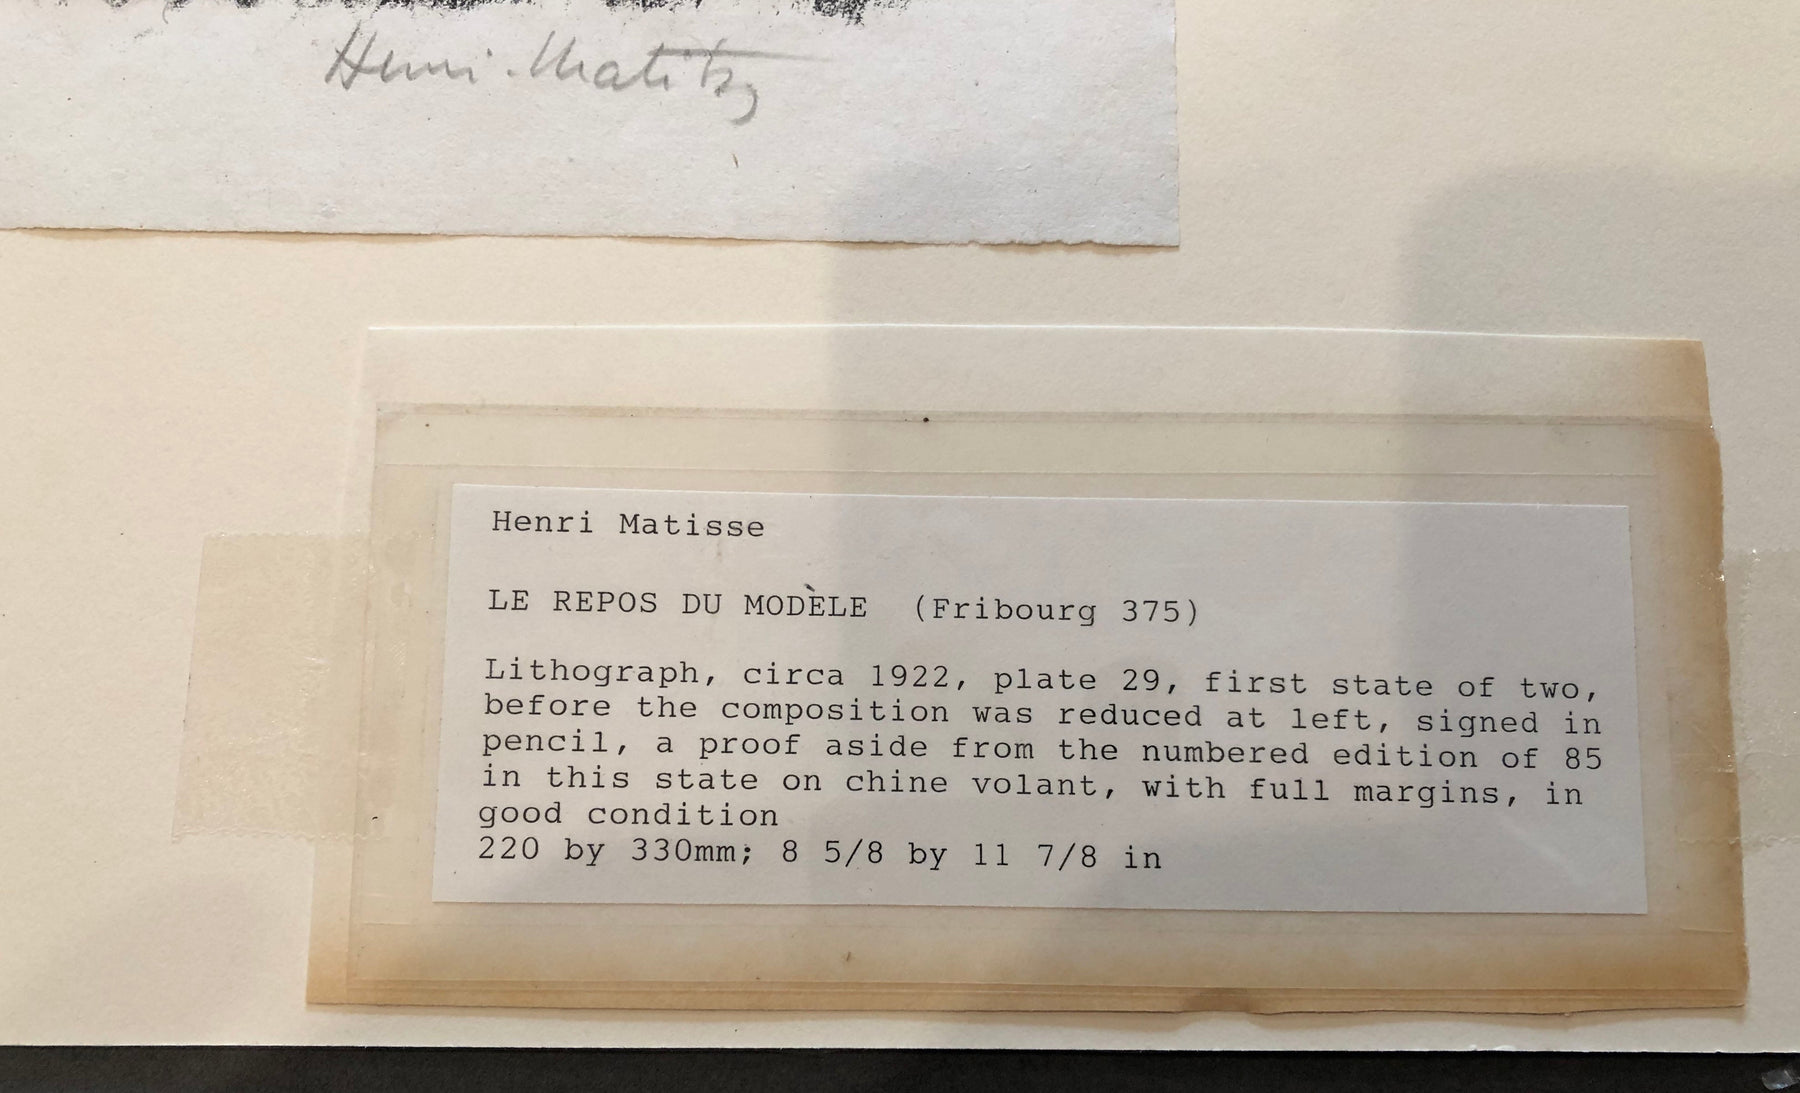 Henri. Matisse
Henri Matisse
LE REPOS DU MODÈLE (Fribourg 375)
Lithograph, circa 1922, plate 29, first state of two,
before the composition was reduced at left, signed in
pencil, a proof aside from the numbered edition of 85
in this state on chine volant, with full margins, in
good condition
220 by 330mm; 8 5/8 by 11 7/8 in